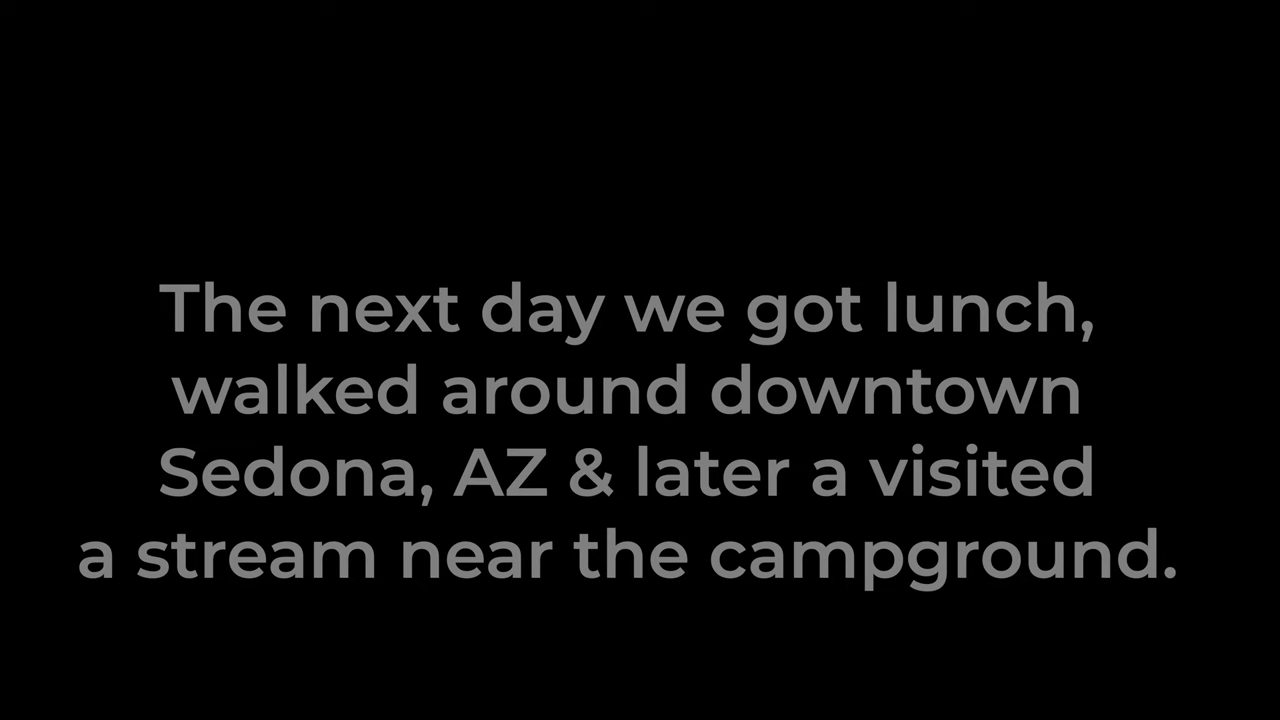 The next day we got lunch,
walked around downtown
Sedona, AZ & later a visited
a stream near the campground.